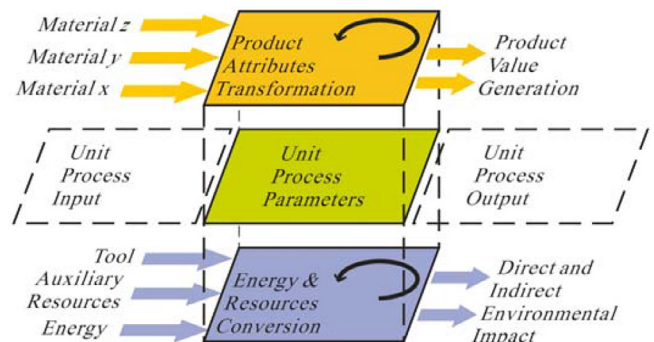 Material z
Material y
Material x
Product
Attributes
Transformation
Product
Value
Generation
Unit
Process
Input
Unit
Process
Parameters
Unit
Process
Output
Tool
Auxiliary
Resources
Energy
Energy &
Resources
Conversion
Direct and
Indirect
Environmental
Impact